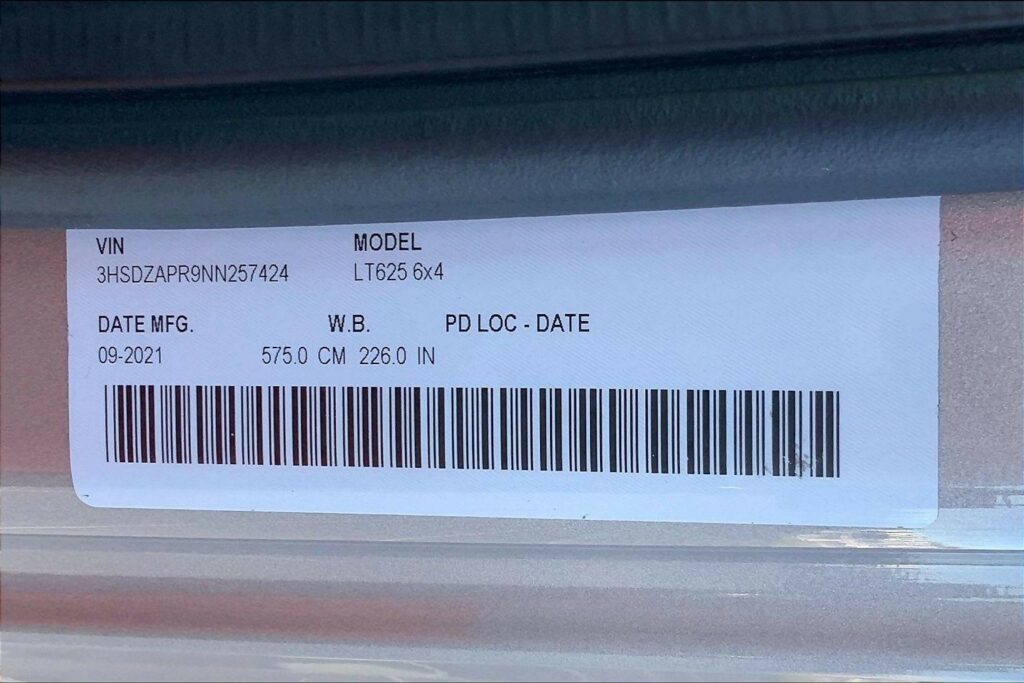 VIN MODEL
3HSDZAPR9NN257424 LT625 6x4
DATE MFG. W.B. PD LOC - DATE
09-2021 575.0 CM 226.0 IN